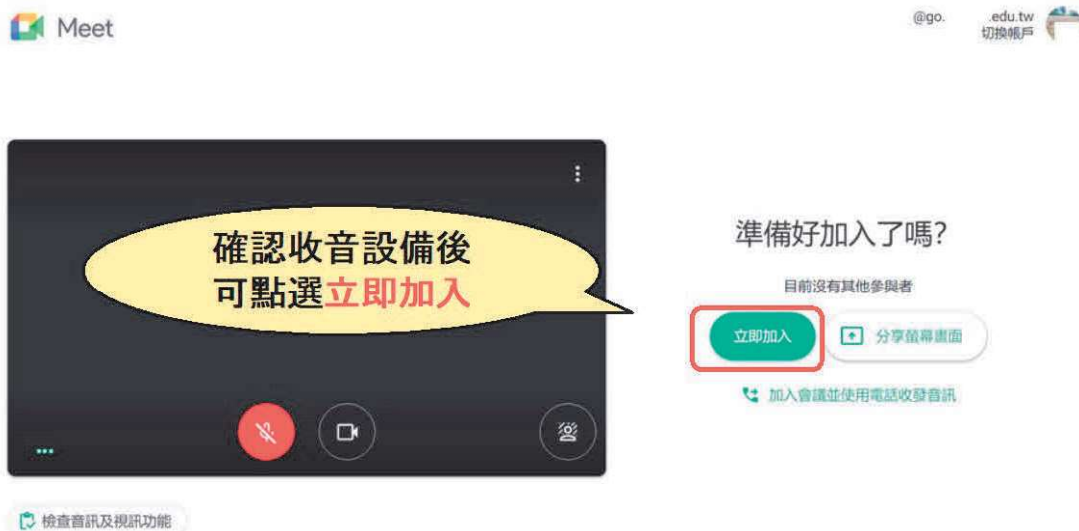 Meet
@go. .edu.tw
切換帳戶
確認收音設備後
可點選立即加入
準備好加入了嗎?
目前沒有其他參與者
立即加入
分享螢幕畫面
加入會議並使用電話收發音訊
檢查音訊及視訊功能